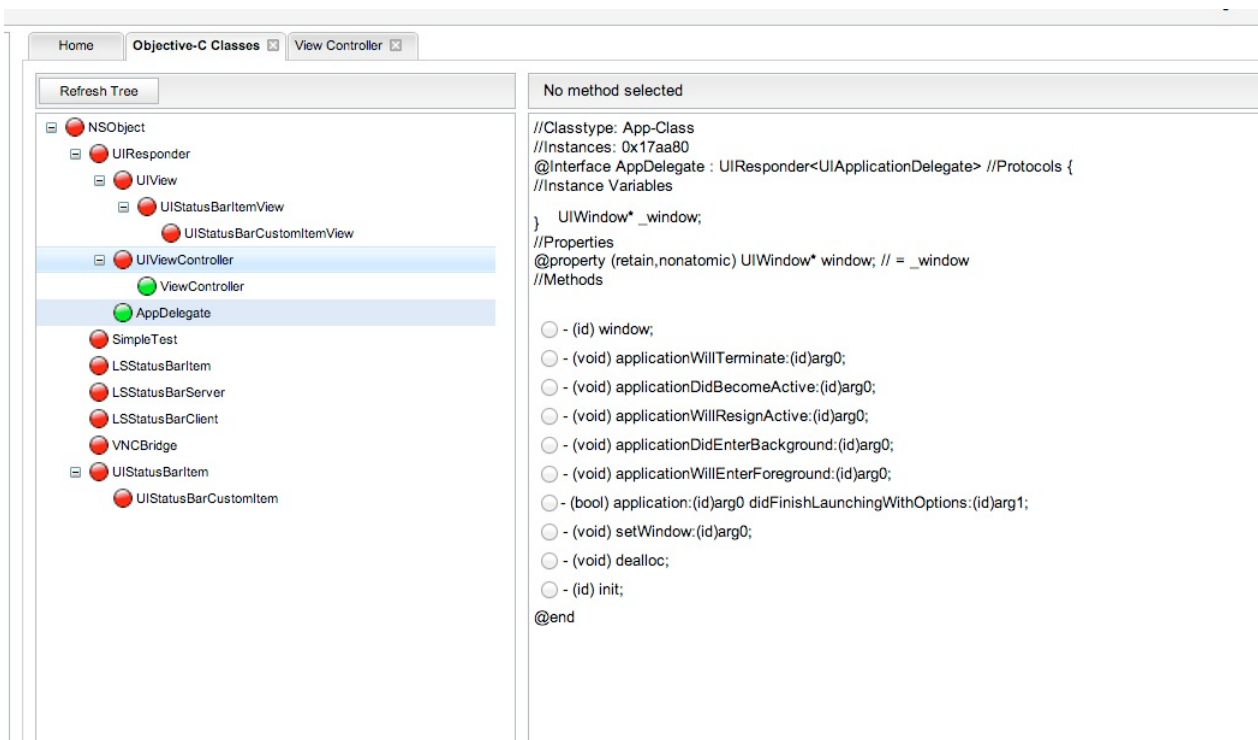 Home
Objective-C Classes
View Controller
Refresh Tree
NSObject
UIResponder
UIView
UIStatusBarItemView
UIStatusBarCustomItemView
UIViewController
ViewController
AppDelegate
SimpleTest
LSStatusBarItem
LSStatusBarServer
LSStatusBarClient
VNCBridge
UIStatusBarItem
UIStatusBarCustomItem
No method selected
//Classtype: App-Class
//Instances: 0x17aa80
@Interface AppDelegate : UIResponder<UIApplicationDelegate> //Protocols {
//Instance Variables
UIWindow* _window;
}
//Properties
@property (retain,nonatomic) UIWindow* window; // = _window
//Methods
- (id) window;
- (void) applicationWillTerminate:(id)arg0;
- (void) applicationDidBecomeActive:(id)arg0;
- (void) applicationWillResignActive:(id)arg0;
- (void) applicationDidEnterBackground:(id)arg0;
- (void) applicationWillEnterForeground:(id)arg0;
- (bool) application:(id)arg0 didFinishLaunchingWithOptions:(id)arg1;
- (void) setWindow:(id)arg0;
- (void) dealloc;
- (id) init;
@end